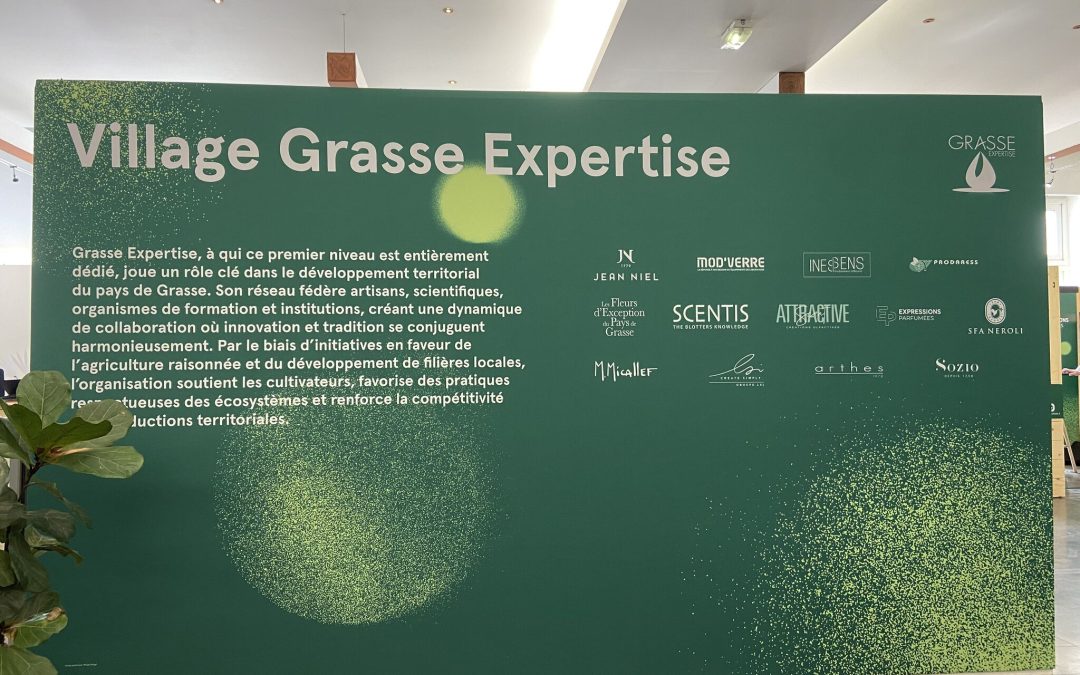 Village Grasse Expertise
GRASSE
EXPERTISE
Grasse Expertise, à qui ce premier niveau est entièrement
dédié, joue un rôle clé dans le développement territorial
du pays de Grasse. Son réseau fédère artisans, scientifiques,
organismes de formation et institutions, créant une dynamique
de collaboration où innovation et tradition se conjuguent
harmonieusement. Par le biais d'initiatives en faveur de
l'agriculture raisonnée et du développement de filières locales,
l'organisation soutient les cultivateurs, favorise des pratiques
respectueuses des écosystèmes et renforce la compétitivité
ductions territoriales.
JN
JEAN NIEL
MOD'VERRE
INESSENS
PRODARESS
Les Fleurs
d'Exception
du Pays de
Grasse
SCENTIS
THE BLOTTERS KNOWLEDGE
ATTRACTIVE
EP EXPRESSIONS
PARFUMÉES
SFA NEROLI
M.Micallef
CREATE SIMPLY
arthes
SOZIO